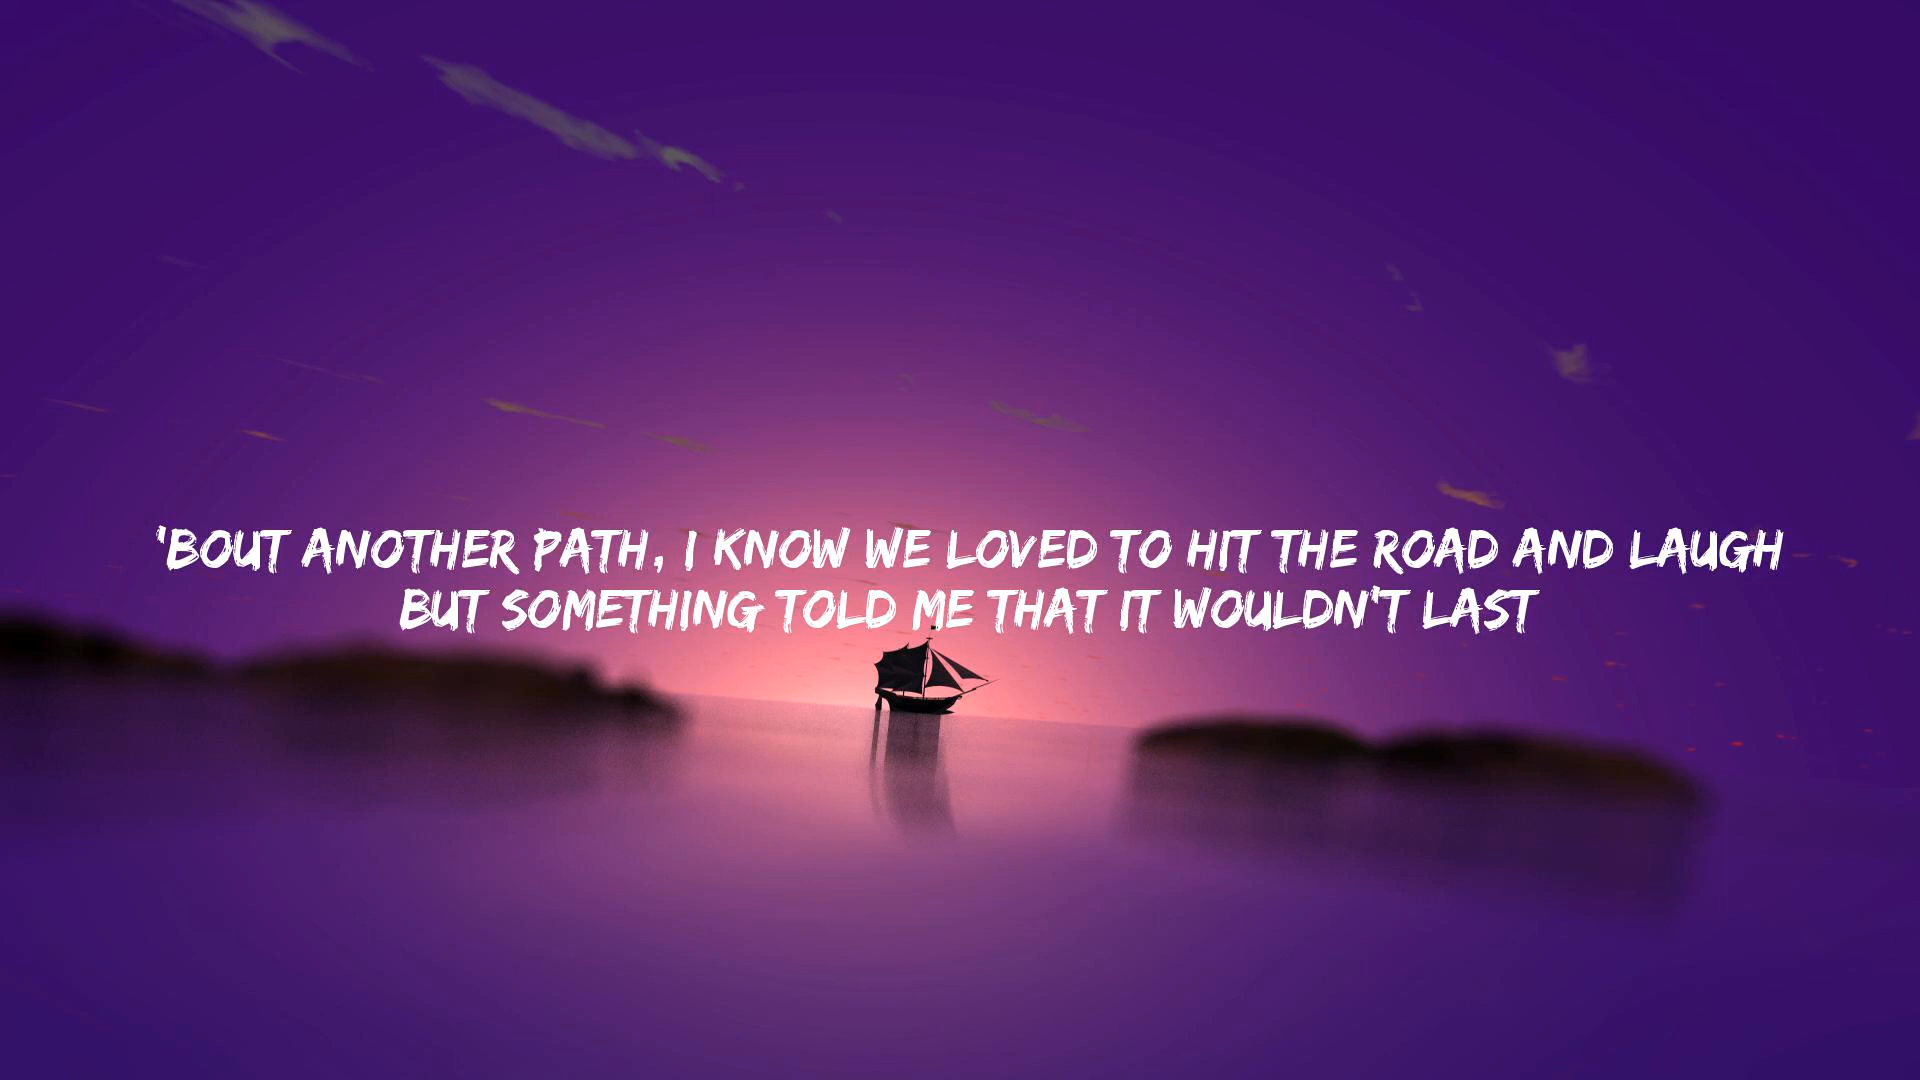 'BOUT ANOTHER PATH, I KNOW WE LOVED TO HIT THE ROAD AND LAUGH
BUT SOMETHING TOLD ME THAT IT WOULDN'T LAST